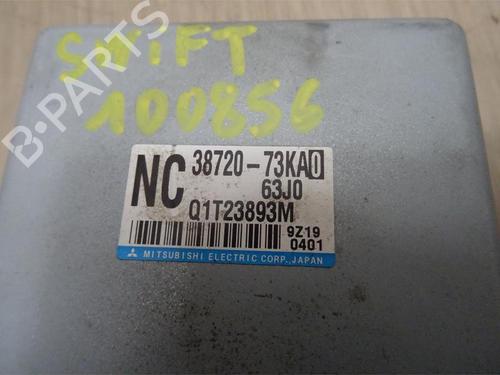 SWIFT
100856
NC 38720-73KA0
63J0
Q1T23893M
9Z19
0401
MITSUBISHI ELECTRIC CORP., JAPAN
B-PARTS